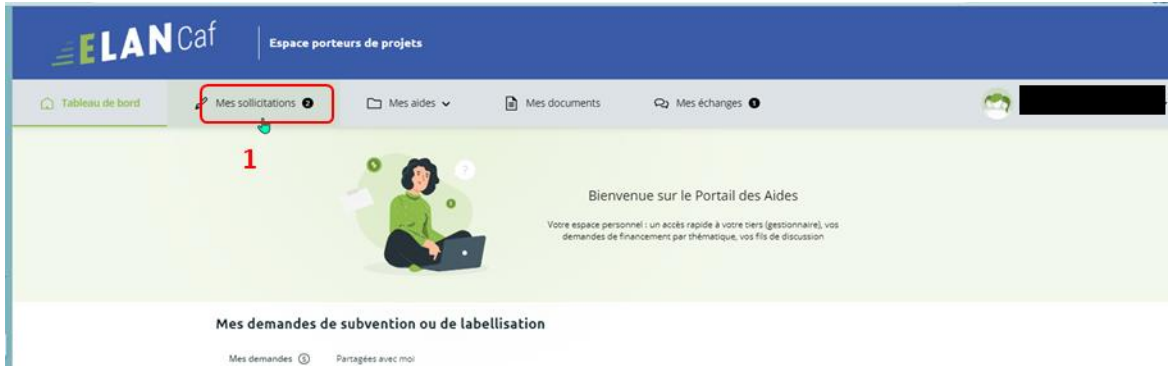 ELAN Caf
Espace porteurs de projets
Tableau de bord
Mes sollicitations 2
Mes aides
Mes documents
Mes échanges 1
1
?
Bienvenue sur le Portail des Aides
Votre espace personnel : un accès rapide à votre tiers (gestionnaire), vos
demandes de financement par thématique, vos fils de discussion
Mes demandes de subvention ou de labellisation
Mes demandes 5
Partagées avec moi